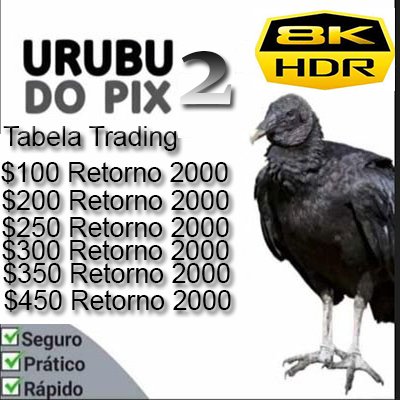 URUBU
DO PIX 2
8K
HDR
Tabela Trading
$100 Retorno 2000
$200 Retorno 2000
$250 Retorno 2000
$300 Retorno 2000
$350 Retorno 2000
$450 Retorno 2000
Seguro
Prático
Rápido